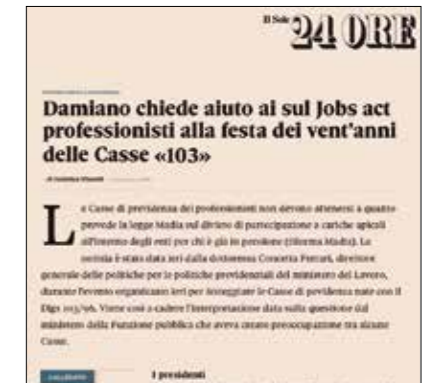 Il Sole
24 ORE
Damiano chiede aiuto ai sul Jobs act
professionisti alla festa dei vent'anni
delle Casse «103»
Le Casse di previdenza dei professionisti non devono attenersi a quanto
prevede la legge Madia sul divieto di partecipazione a cariche apicali
all'interno degli enti per chi è già in pensione (riforma Madia). La
notizia è stata data ieri dalla dottoressa Concetta Ferrari, direttore
generale delle politiche per le politiche previdenziali del ministero del Lavoro,
durante l'evento organizzato ieri per festeggiare le Casse di previdenza nate con il
Dlgs 103/96. Viene così a cadere l'interpretazione data sulla questione dal
ministero della Funzione pubblica che aveva creato preoccupazione tra alcune
Casse.
I presidenti